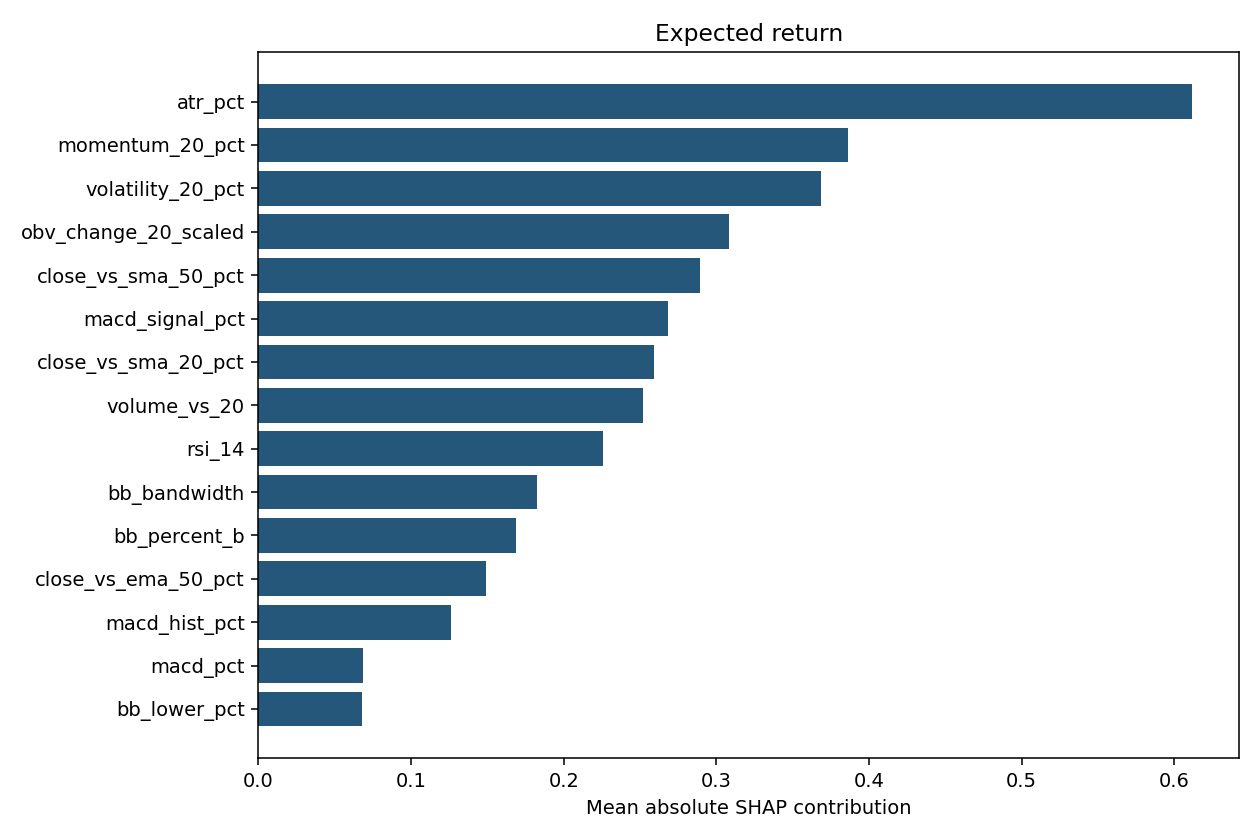 Expected return
atr_pct
momentum_20_pct
volatility_20_pct
obv_change_20_scaled
close_vs_sma_50_pct
macd_signal_pct
close_vs_sma_20_pct
volume_vs_20
rsi_14
bb_bandwidth
bb_percent_b
close_vs_ema_50_pct
macd_hist_pct
macd_pct
bb_lower_pct
0.0 0.1 0.2 0.3 0.4 0.5 0.6
Mean absolute SHAP contribution